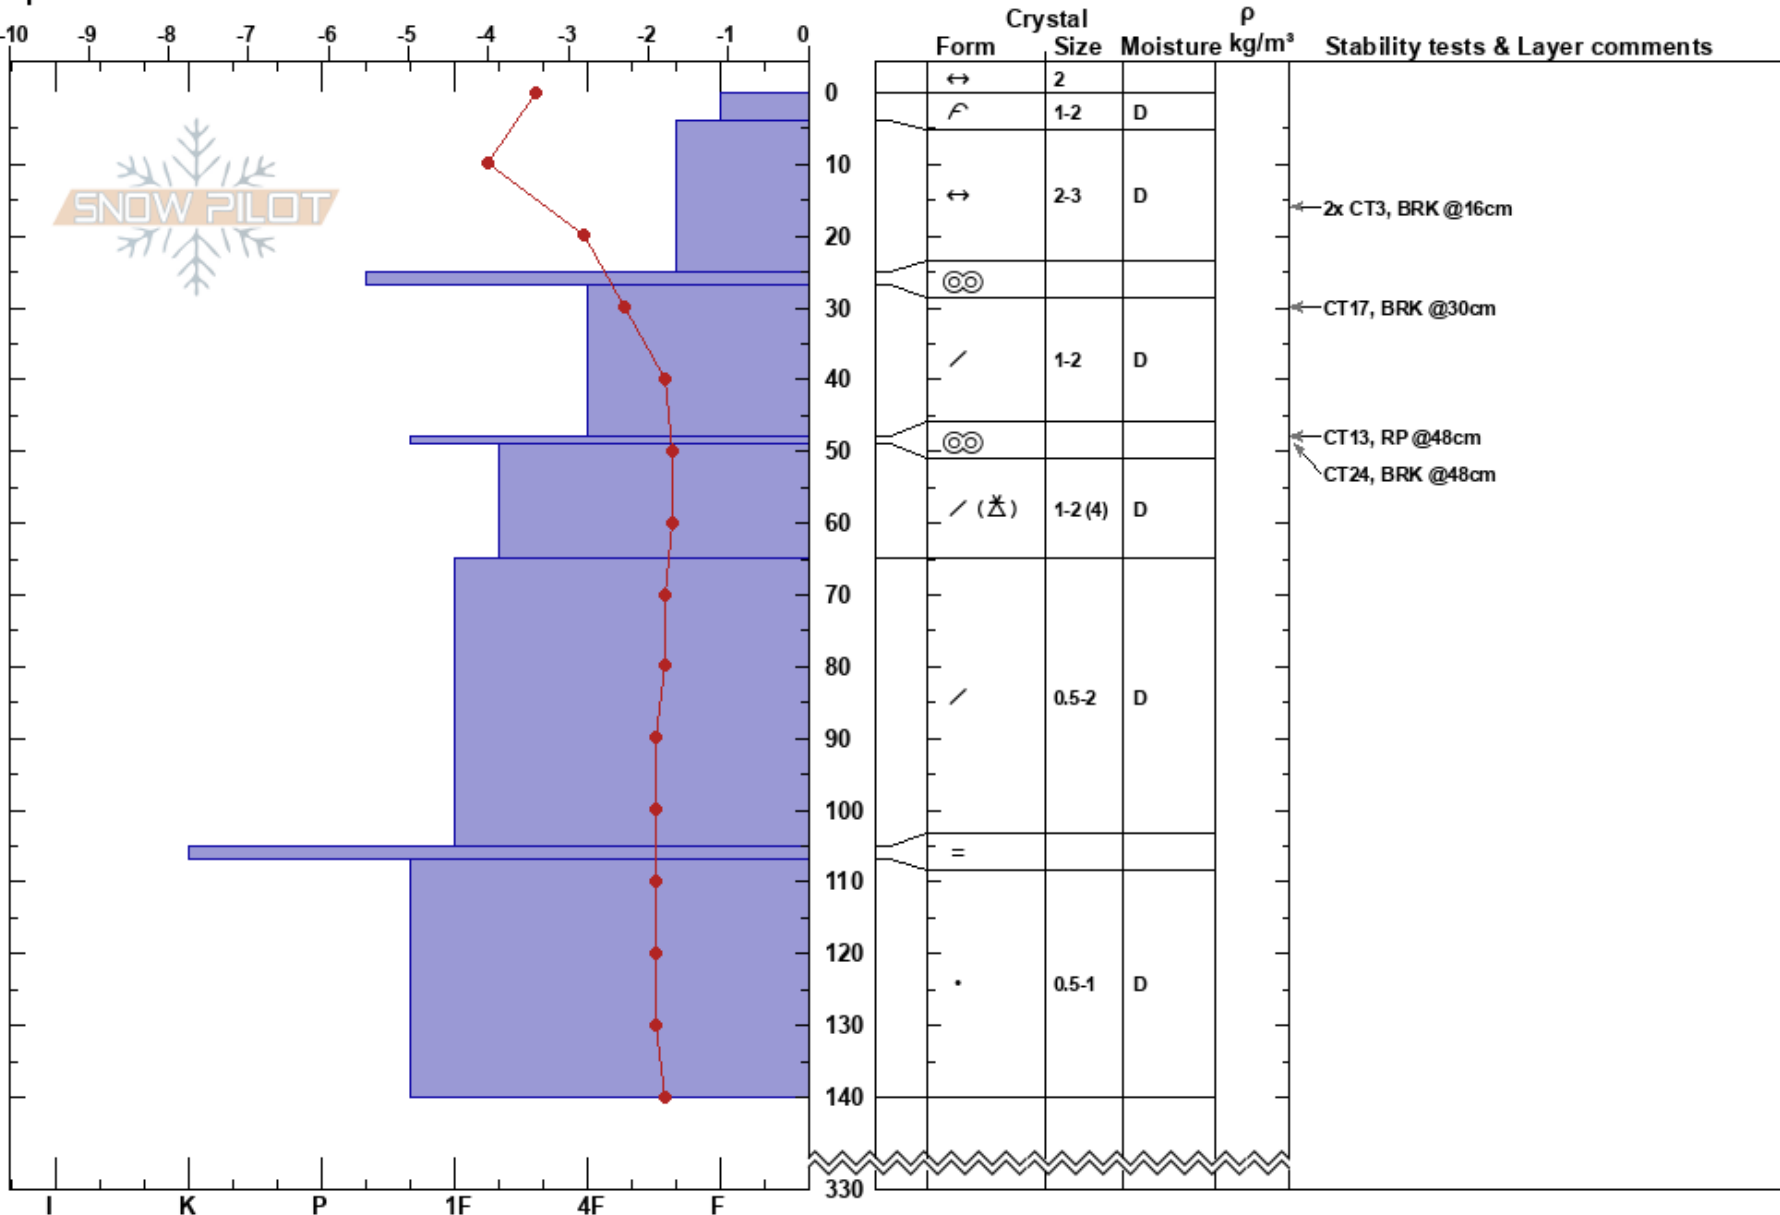 -10 -9 -8 -7 -6 -5 -4 -3 -2 -1 0
Crystal ρ
Form Size Moisture kg/m³ Stability tests & Layer comments
↔ 2
0
1-2 D
10
SNOW PILOT
↔ 2-3 D
2x CT3, BRK @16cm
20
30
CT17, BRK @30cm
/ 1-2 D
40
CT13, RP @48cm
50
CT24, BRK @48cm
/ ( ) 1-2 (4) D
60
70
80
/ 0.5-2 D
90
100
=
110
120
• 0.5-1 D
130
140
330
I K P 1F 4F F